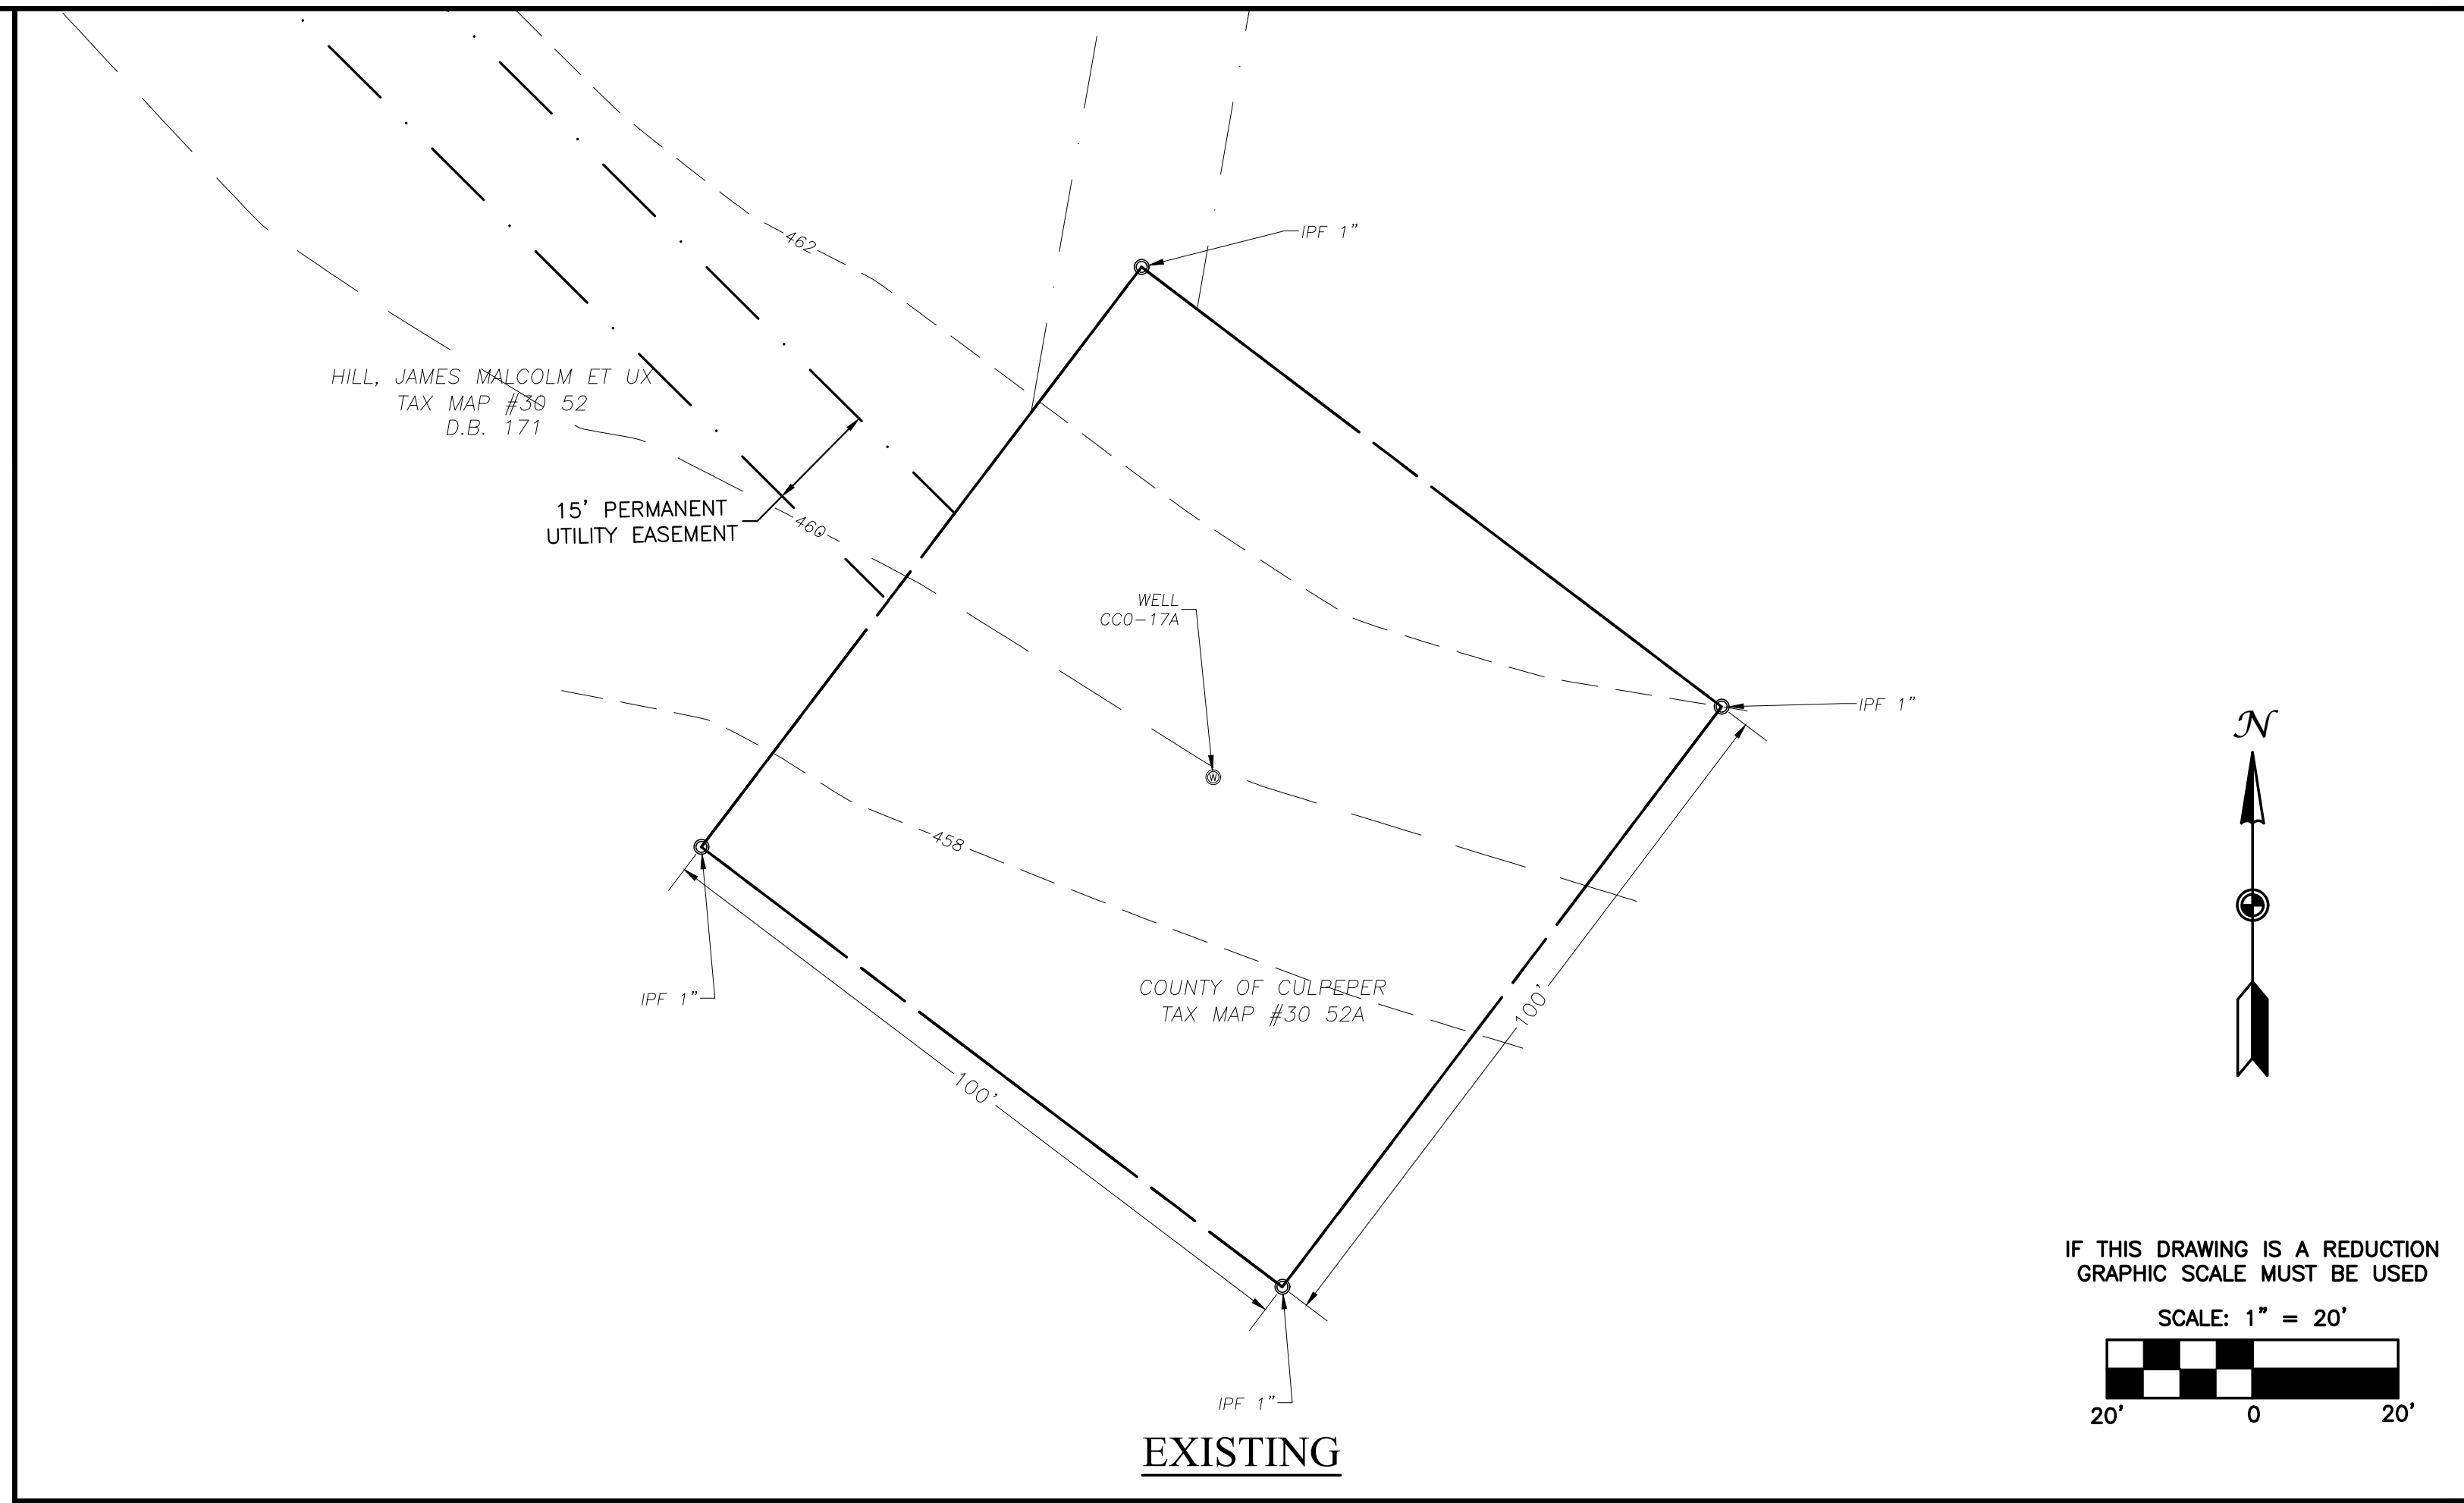 462
IPF 1"
HILL, JAMES MALCOLM ET UX
TAX MAP #30 52
D.B. 171
15' PERMANENT
UTILITY EASEMENT
460
WELL
CCO-17A
IPF 1"
N
458
COUNTY OF CULPEPER
TAX MAP #30 52A
IPF 1"
100'
100'
W
IF THIS DRAWING IS A REDUCTION
GRAPHIC SCALE MUST BE USED
SCALE: 1" = 20'
20' 0 20'
IPF 1"
EXISTING